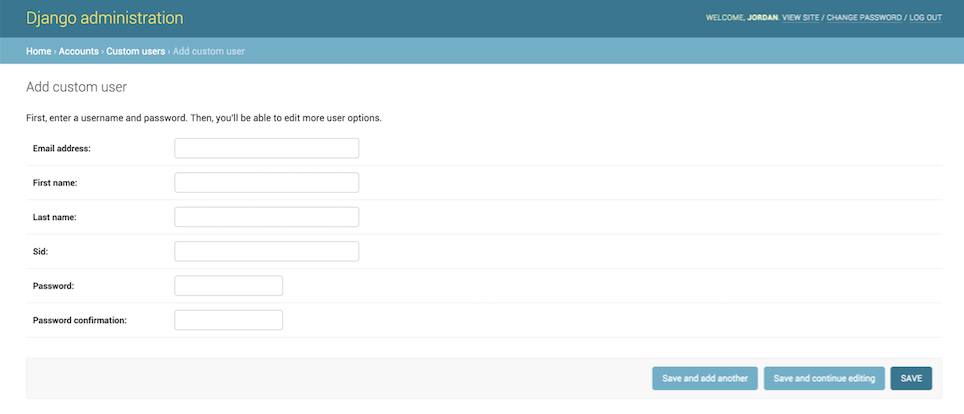 Django administration
WELCOME, JORDAN. VIEW SITE / CHANGE PASSWORD / LOG OUT
Home › Accounts › Custom users › Add custom user
Add custom user
First, enter a username and password. Then, you'll be able to edit more user options.
Email address:
First name:
Last name:
Sid:
Password:
Password confirmation:
Save and add another
Save and continue editing
SAVE